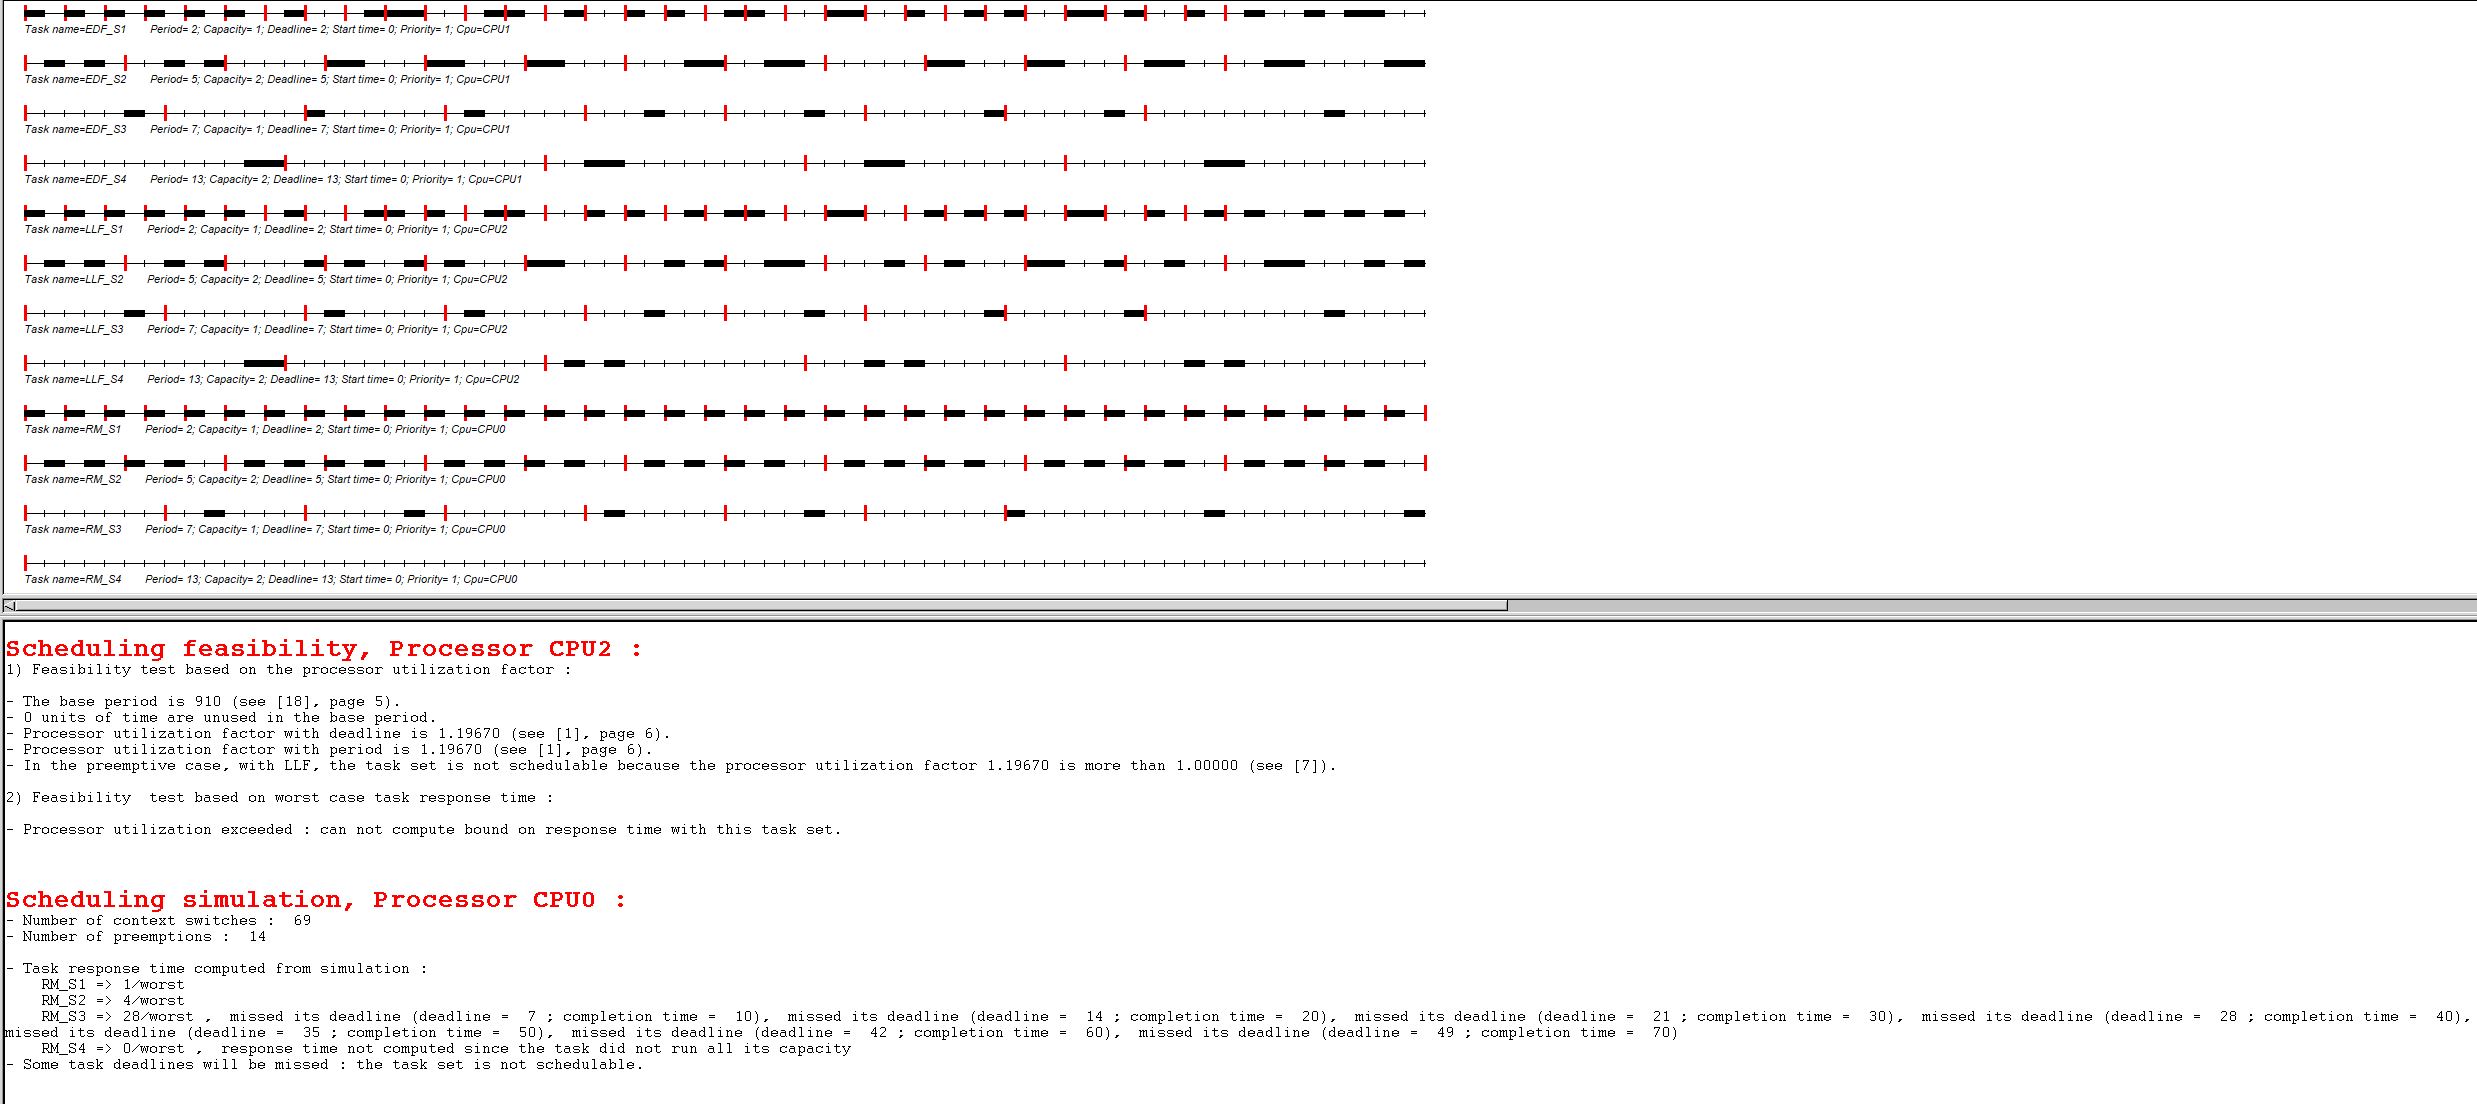 Task name=EDF_S1 Period= 2; Capacity= 1; Deadline= 2; Start time= 0; Priority= 1; Cpu=CPU1
Task name=EDF_S2 Period= 5; Capacity= 2; Deadline= 5; Start time= 0; Priority= 1; Cpu=CPU1
Task name=EDF_S3 Period= 7; Capacity= 1; Deadline= 7; Start time= 0; Priority= 1; Cpu=CPU1
Task name=EDF_S4 Period= 13; Capacity= 2; Deadline= 13; Start time= 0; Priority= 1; Cpu=CPU1
Task name=LLF_S1 Period= 2; Capacity= 1; Deadline= 2; Start time= 0; Priority= 1; Cpu=CPU2
Task name=LLF_S2 Period= 5; Capacity= 2; Deadline= 5; Start time= 0; Priority= 1; Cpu=CPU2
Task name=LLF_S3 Period= 7; Capacity= 1; Deadline= 7; Start time= 0; Priority= 1; Cpu=CPU2
Task name=LLF_S4 Period= 13; Capacity= 2; Deadline= 13; Start time= 0; Priority= 1; Cpu=CPU2
Task name=RM_S1 Period= 2; Capacity= 1; Deadline= 2; Start time= 0; Priority= 1; Cpu=CPU0
Task name=RM_S2 Period= 5; Capacity= 2; Deadline= 5; Start time= 0; Priority= 1; Cpu=CPU0
Task name=RM_S3 Period= 7; Capacity= 1; Deadline= 7; Start time= 0; Priority= 1; Cpu=CPU0
Task name=RM_S4 Period= 13; Capacity= 2; Deadline= 13; Start time= 0; Priority= 1; Cpu=CPU0
Scheduling feasibility, Processor CPU2 :
1) Feasibility test based on the processor utilization factor :
- The base period is 910 (see [18], page 5).
- 0 units of time are unused in the base period.
- Processor utilization factor with deadline is 1.19670 (see [1], page 6).
- Processor utilization factor with period is 1.19670 (see [1], page 6).
- In the preemptive case, with LLF, the task set is not schedulable because the processor utilization factor 1.19670 is more than 1.00000 (see [7]).
2) Feasibility test based on worst case task response time :
- Processor utilization exceeded : can not compute bound on response time with this task set.
Scheduling simulation, Processor CPU0 :
- Number of context switches : 69
- Number of preemptions : 14
- Task response time computed from simulation :
RM_S1 => 1/worst
RM_S2 => 4/worst
RM_S3 => 28/worst , missed its deadline (deadline = 7 ; completion time = 10), missed its deadline (deadline = 14 ; completion time = 20), missed its deadline (deadline = 21 ; completion time = 30), missed its deadline (deadline = 28 ; completion time = 40),
missed its deadline (deadline = 35 ; completion time = 50), missed its deadline (deadline = 42 ; completion time = 60), missed its deadline (deadline = 49 ; completion time = 70)
RM_S4 => 0/worst , response time not computed since the task did not run all its capacity
- Some task deadlines will be missed : the task set is not schedulable.